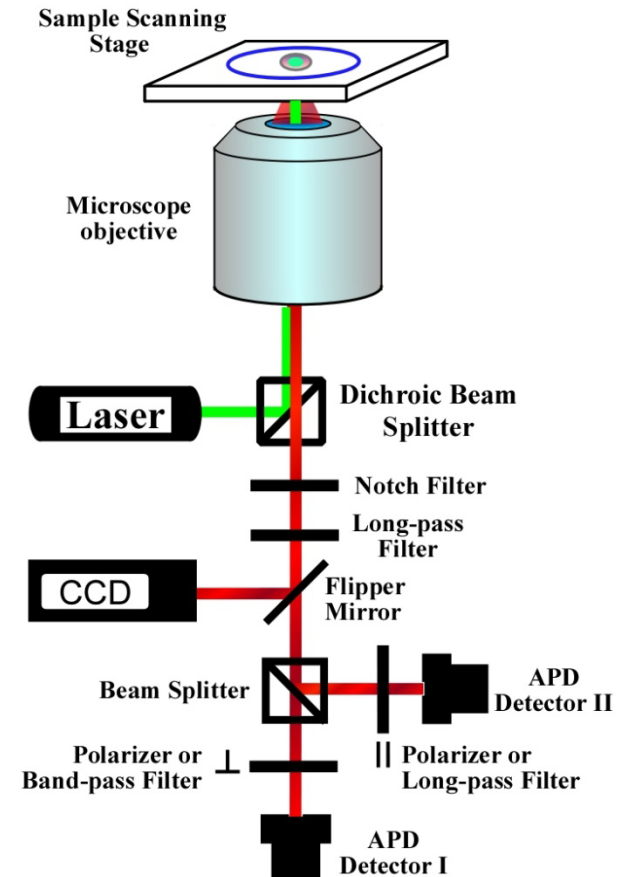 Sample Scanning
Stage
Microscope
objective
Laser
Dichroic Beam
Splitter
Notch Filter
Long-pass
Filter
CCD
Flipper
Mirror
Beam Splitter
APD
Detector II
Polarizer or
Band-pass Filter
⊥
||
Polarizer or
Long-pass Filter
APD
Detector I